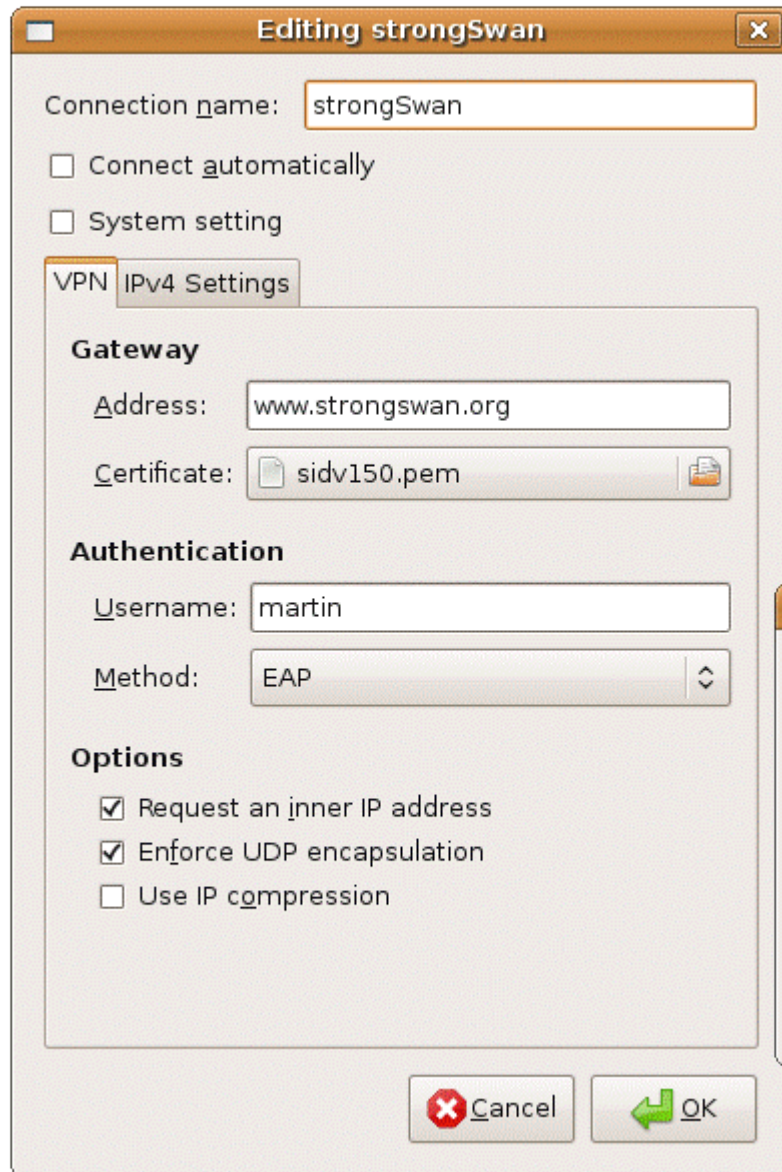 Editing strongSwan
Connection name: strongSwan
Connect automatically
System setting
VPN IPv4 Settings
Gateway
Address: www.strongswan.org
Certificate: sidv150.pem
Authentication
Username: martin
Method: EAP
Options
Request an inner IP address
Enforce UDP encapsulation
Use IP compression
Cancel OK